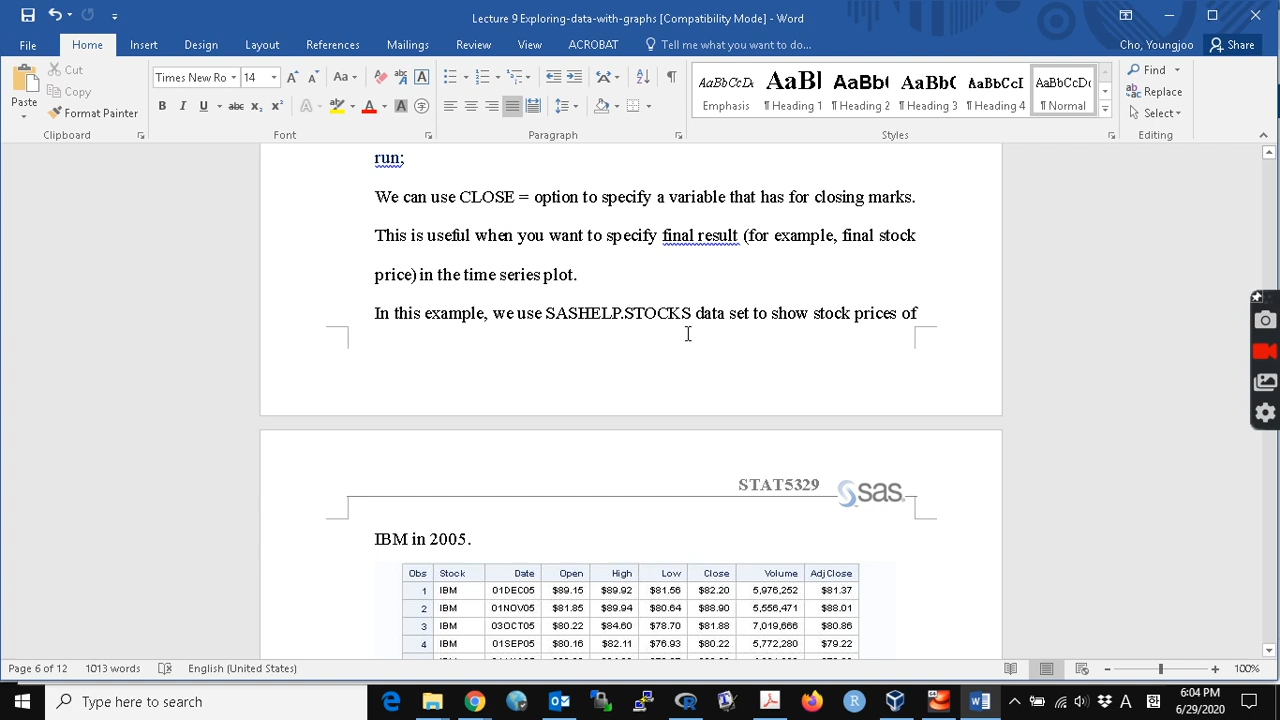 Lecture 9 Exploring-data-with-graphs [Compatibility Mode] - Word
File Home Insert Design Layout References Mailings Review View ACROBAT Tell me what you want to do... Cho, Youngjoo Share
Paste
Cut
Copy
Format Painter
Clipboard
Times New Ro 14
Font
Paragraph
AaBbCcDc AaBl AaBb( AaBbC AaBbCcI AaBbCcDc
Emphasis ¶ Heading 1 ¶ Heading 2 ¶ Heading 3 ¶ Heading 4 ¶ Normal
Styles
Find
Replace
Select
Editing
run;
We can use CLOSE = option to specify a variable that has for closing marks.
This is useful when you want to specify final result (for example, final stock
price) in the time series plot.
In this example, we use SASHELP.STOCKS data set to show stock prices of
STAT5329 sas
IBM in 2005.
Obs Stock Date Open High Low Close Volume AdjClose
1 IBM 01DEC05 $89.15 $89.92 $81.56 $82.20 5,976,252 $81.37
2 IBM 01NOV05 $81.85 $89.94 $80.64 $88.90 5,556,471 $88.01
3 IBM 03OCT05 $80.22 $84.60 $78.70 $81.88 7,019,666 $80.86
4 IBM 01SEP05 $80.16 $82.11 $76.93 $80.22 5,772,280 $79.22
Page 6 of 12 1013 words English (United States) 100%
Type here to search
6:04 PM
6/29/2020